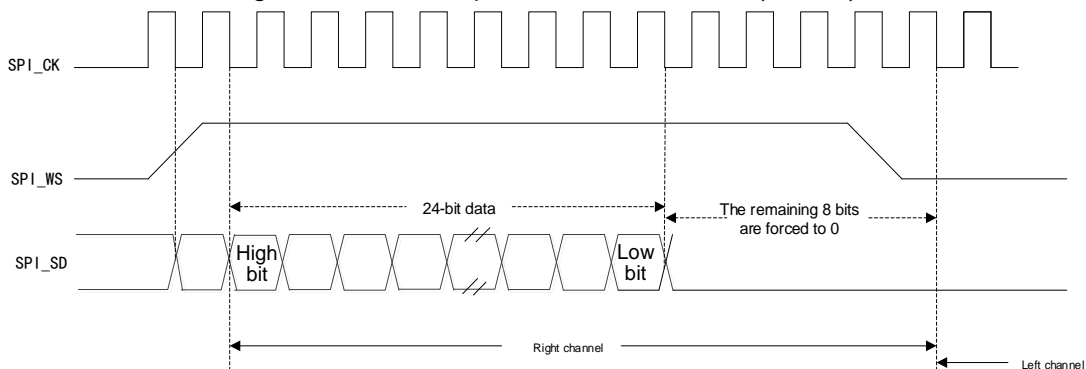 SPI_CK
SPI_WS
24-bit data
The remaining 8 bits
are forced to 0
SPI_SD
High
bit
Low
bit
Right channel
Left channel